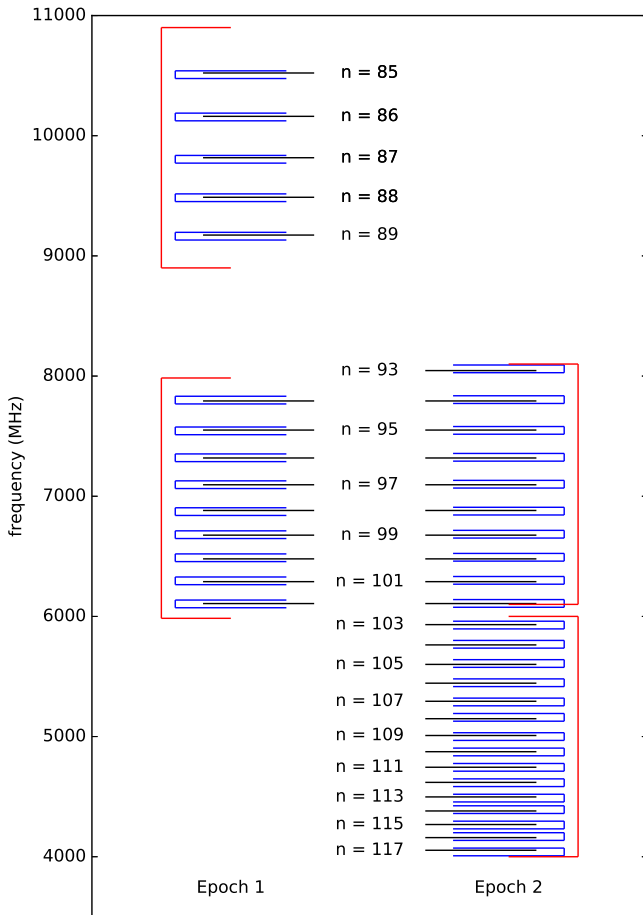 11000
n = 85
n = 86
10000
n = 87
n = 88
n = 89
9000
8000
n = 93
n = 95
frequency (MHz)
7000
n = 97
n = 99
n = 101
6000
n = 103
n = 105
n = 107
5000
n = 109
n = 111
n = 113
n = 115
4000
n = 117
Epoch 1
Epoch 2